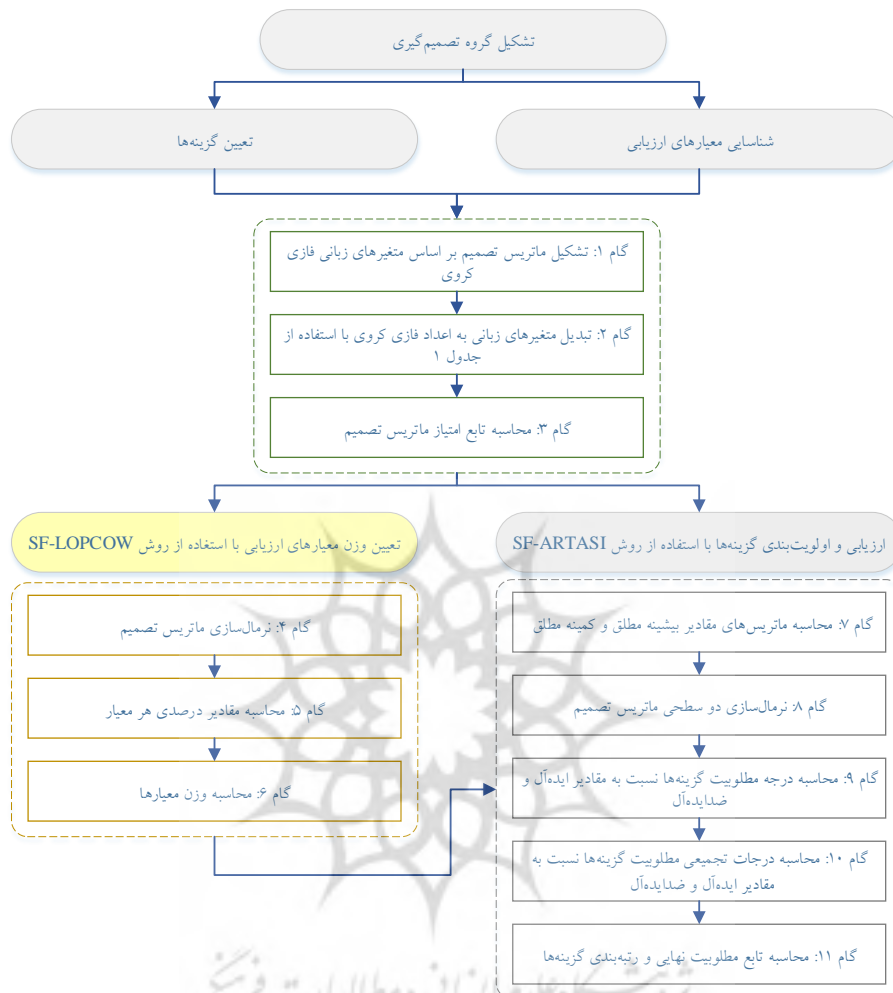 تشکیل گروه تصمیم‌گیری
شناسایی معیارهای ارزیابی
تعیین گزینه‌ها
گام ۱: تشکیل ماتریس تصمیم بر اساس متغیرهای زبانی فازی
کروی
گام ۲: تبدیل متغیرهای زبانی به اعداد فازی کروی با استفاده از
جدول ۱
گام ۳: محاسبه تابع امتیاز ماتریس تصمیم
ارزیابی و اولویت‌بندی گزینه‌ها با استفاده از روش SF-ARTASI
گام ۷: محاسبه ماتریس‌های مقادیر بیشینه مطلق و کمینه مطلق
گام ۸: نرمال‌سازی دو سطحی ماتریس تصمیم
گام ۹: محاسبه درجه مطلوبیت گزینه‌ها نسبت به مقادیر ایده‌آل و
ضدایده‌آل
گام ۱۰: محاسبه درجات تجمیعی مطلوبیت گزینه‌ها نسبت به
مقادیر ایده‌آل و ضدایده‌آل
گام ۱۱: محاسبه تابع مطلوبیت نهایی و رتبه‌بندی گزینه‌ها
تعیین وزن معیارهای ارزیابی با استغاده از روش SF-LOPCOW
گام ۴: نرمال‌سازی ماتریس تصمیم
گام ۵: محاسبه مقادیر درصدی هر معیار
گام ۶: محاسبه وزن معیارها